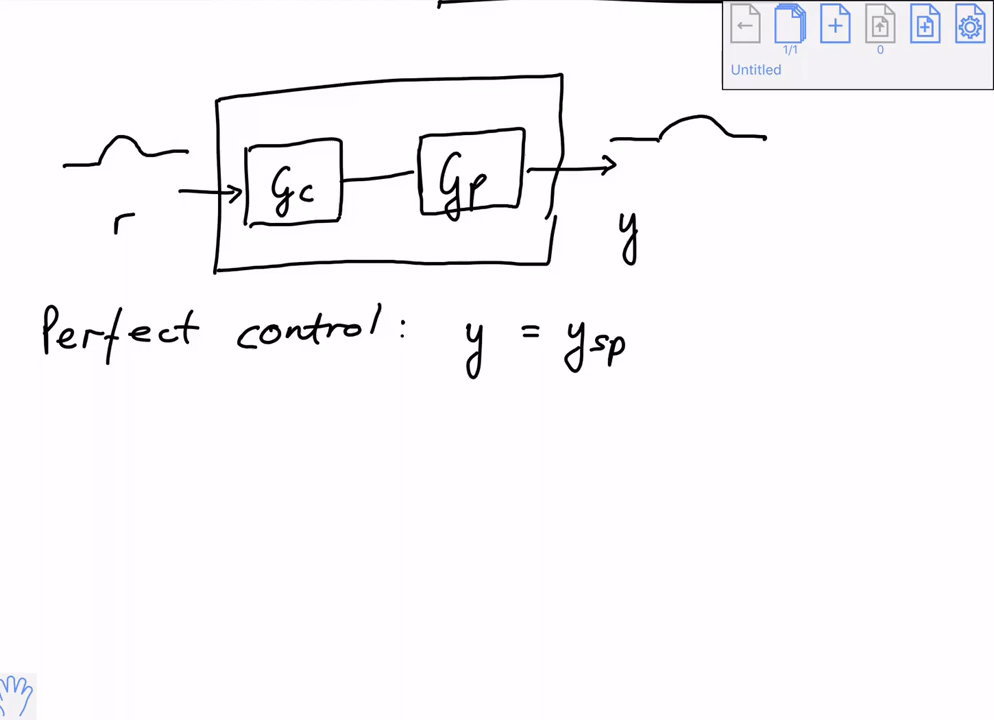 1/1
0
Untitled
Gc
Gp
r
y
Perfect control: y = ysp